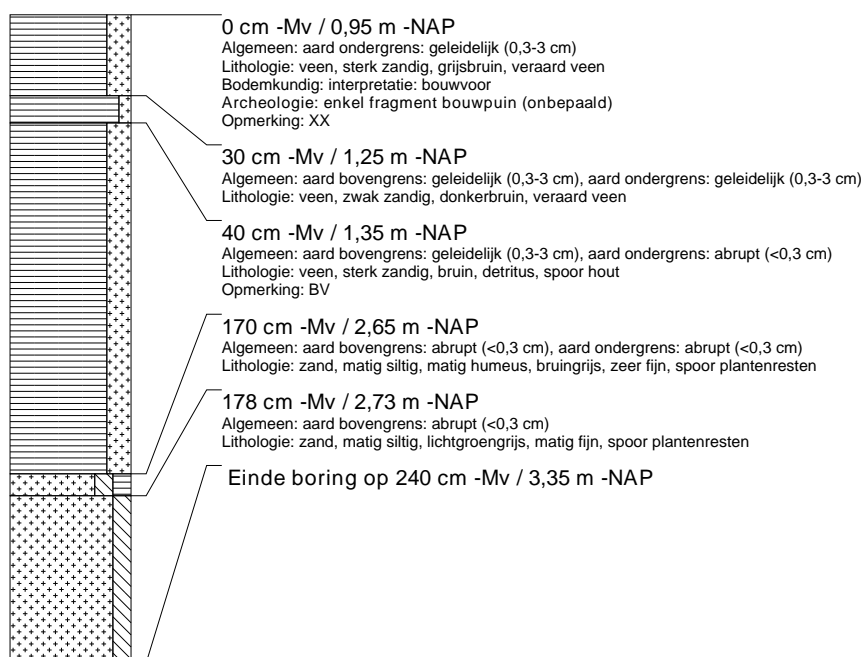 0 cm -Mv / 0,95 m -NAP
Algemeen: aard ondergrens: geleidelijk (0,3-3 cm)
Lithologie: veen, sterk zandig, grijsbruin, veraard veen
Bodemkundig: interpretatie: bouwvoor
Archeologie: enkel fragment bouwpuin (onbepaald)
Opmerking: XX
30 cm -Mv / 1,25 m -NAP
Algemeen: aard bovengrens: geleidelijk (0,3-3 cm), aard ondergrens: geleidelijk (0,3-3 cm)
Lithologie: veen, zwak zandig, donkerbruin, veraard veen
40 cm -Mv / 1,35 m -NAP
Algemeen: aard bovengrens: geleidelijk (0,3-3 cm), aard ondergrens: abrupt (<0,3 cm)
Lithologie: veen, sterk zandig, bruin, detritus, spoor hout
Opmerking: BV
170 cm -Mv / 2,65 m -NAP
Algemeen: aard bovengrens: abrupt (<0,3 cm), aard ondergrens: abrupt (<0,3 cm)
Lithologie: zand, matig siltig, matig humeus, bruingrijs, zeer fijn, spoor plantenresten
178 cm -Mv / 2,73 m -NAP
Algemeen: aard bovengrens: abrupt (<0,3 cm)
Lithologie: zand, matig siltig, lichtgroengrijs, matig fijn, spoor plantenresten
Einde boring op 240 cm -Mv / 3,35 m -NAP